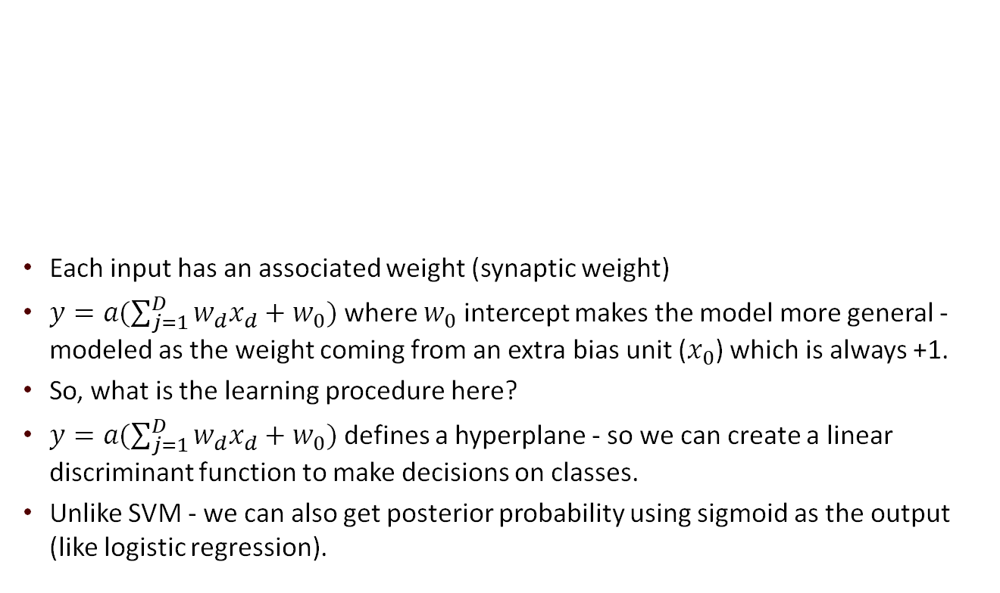 • Each input has an associated weight (synaptic weight)
• y = a(∑_{j=1}^{D} w_d x_d + w_0) where w_0 intercept makes the model more general -
modeled as the weight coming from an extra bias unit (x_0) which is always +1.
• So, what is the learning procedure here?
• y = a(∑_{j=1}^{D} w_d x_d + w_0) defines a hyperplane - so we can create a linear
discriminant function to make decisions on classes.
• Unlike SVM - we can also get posterior probability using sigmoid as the output
(like logistic regression).